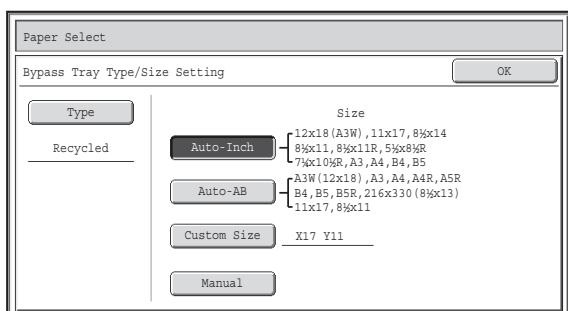 Paper Select
Bypass Tray Type/Size Setting
OK
Type
Recycled
Size
Auto-Inch
12x18(A3W),11x17,8½x14
8½x11,8½x11R,5½x8½R
7¼x10½R,A3,A4,B4,B5
Auto-AB
A3W(12x18),A3,A4,A4R,A5R
B4,B5,B5R,216x330(8½x13)
11x17,8½x11
Custom Size
X17 Y11
Manual